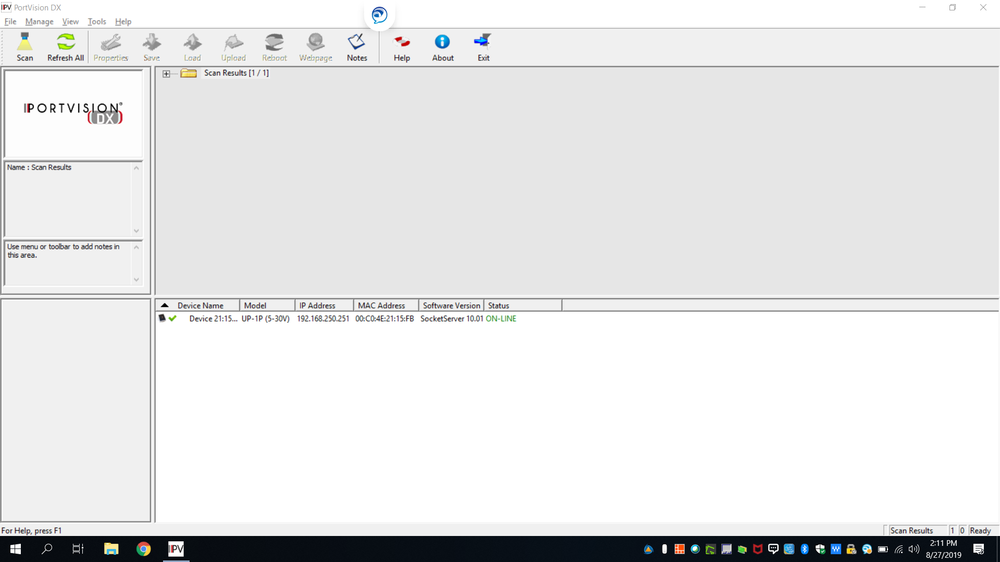 IPV PortVision DX
File Manage View Tools Help
Scan Refresh All Properties Save Load Upload Reboot Webpage Notes Help About Exit
PORTVISION®
DX
Name : Scan Results
Use menu or toolbar to add notes in
this area.
Scan Results [1 / 1]
Device Name Model IP Address MAC Address Software Version Status
Device 21:15... UP-1P (5-30V) 192.168.250.251 00:C0:4E:21:15:FB SocketServer 10.01 ON-LINE
For Help, press F1
Scan Results 1 0 Ready
IPV
W
2:11 PM
8/27/2019